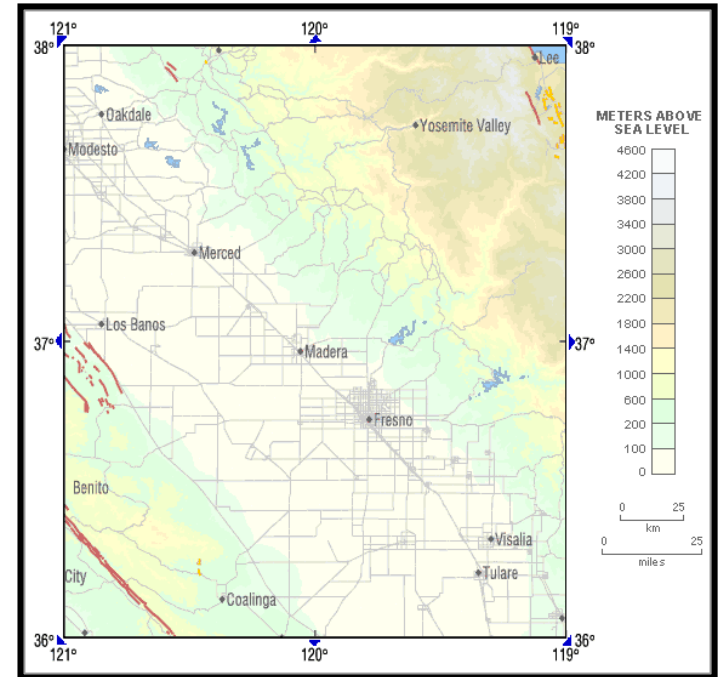 121° 120° 119°
38° 38°
Lee
Oakdale
Yosemite Valley
Modesto
Merced
Los Banos
37° 37°
Madera
Fresno
Benito
Visalia
City
Tulare
Coalinga
36° 36°
121° 120° 119°
METERS ABOVE
SEA LEVEL
4600
4200
3800
3400
3000
2600
2200
1800
1400
1000
600
200
100
0
0 25
km
0 25
miles